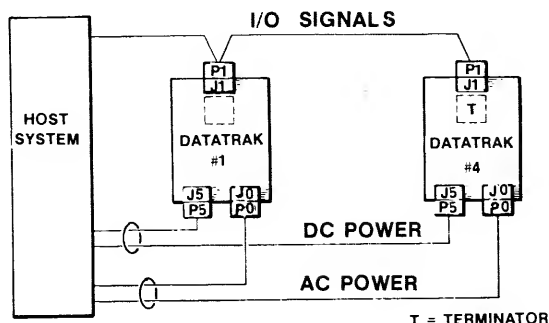 I/O SIGNALS
P1
J1
P1
J1
T
HOST
SYSTEM
DATATRAK
#1
DATATRAK
#4
J5
P5
J0
P0
J5
P5
J0
P0
DC POWER
AC POWER
T = TERMINATOR